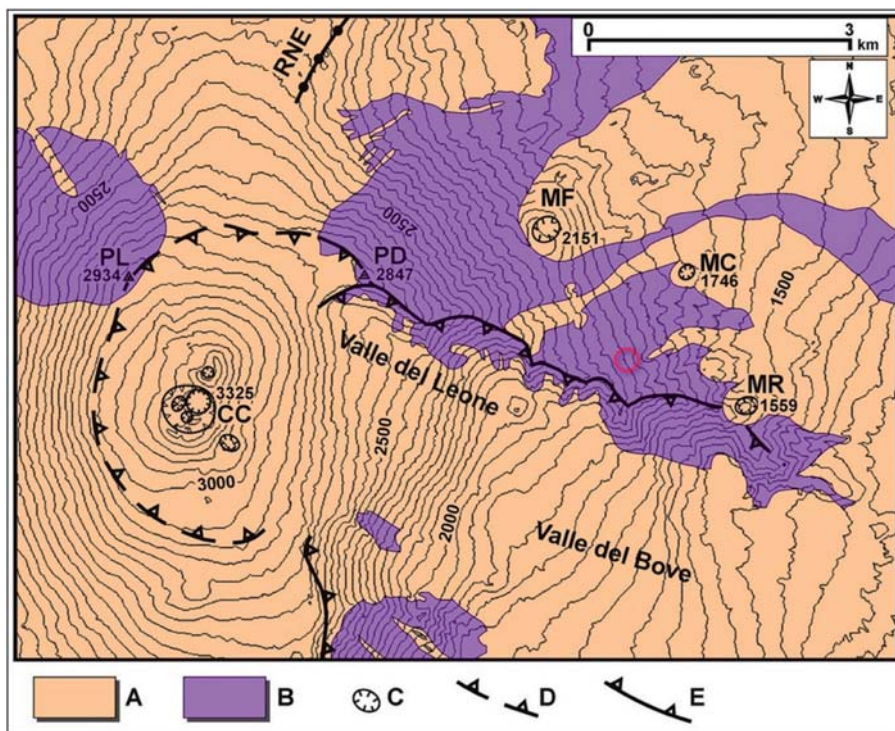 0 3
km
N
W E
S
RNE
2500
2500
MF
2151
PL
2934
PD
2847
MC
1746
1500
Valle del Leone
MR
1559
3325
CC
2500
3000
2000
Valle del Bove
A B C D E